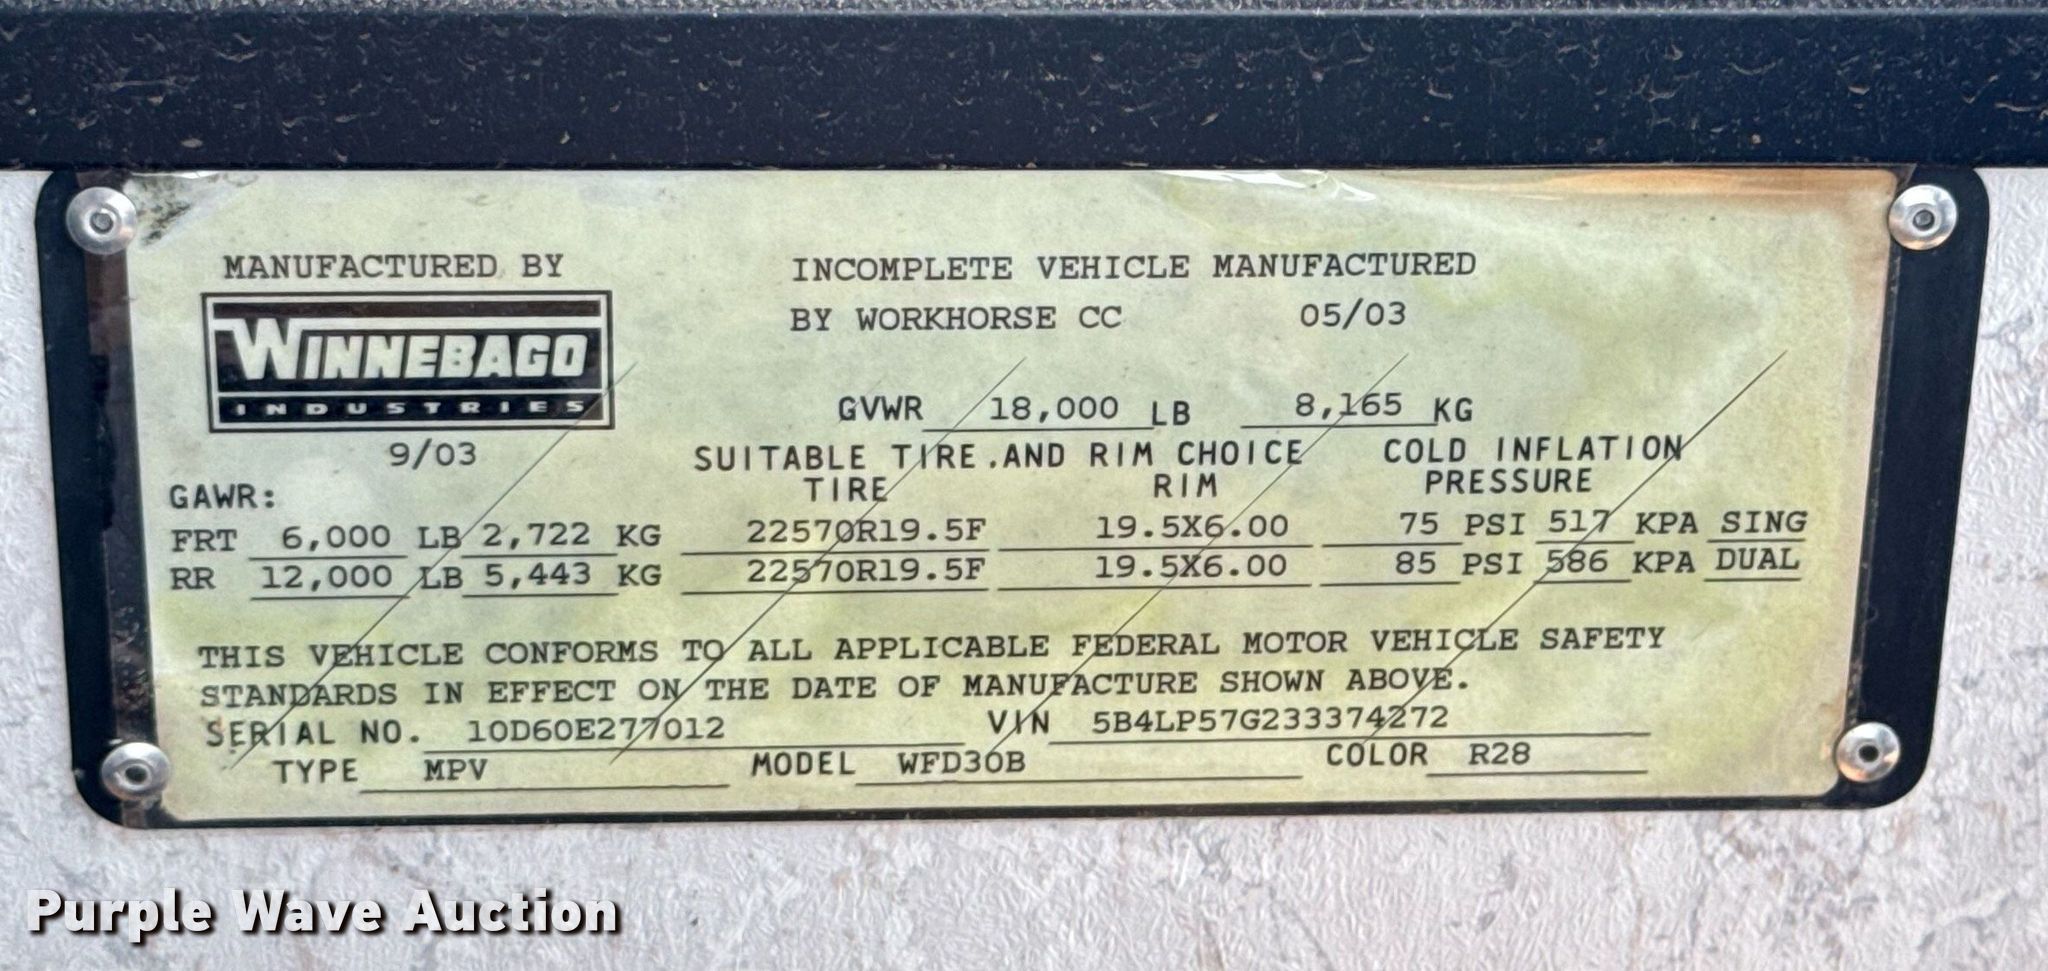 MANUFACTURED BY
WINNEBAGO
INDUSTRIES
9/03
INCOMPLETE VEHICLE MANUFACTURED
BY WORKHORSE CC 05/03
GVWR 18,000 LB 8,165 KG
SUITABLE TIRE.AND RIM CHOICE COLD INFLATION
GAWR: TIRE RIM PRESSURE
FRT 6,000 LB 2,722 KG 22570R19.5F 19.5X6.00 75 PSI 517 KPA SING
RR 12,000 LB 5,443 KG 22570R19.5F 19.5X6.00 85 PSI 586 KPA DUAL
THIS VEHICLE CONFORMS TO ALL APPLICABLE FEDERAL MOTOR VEHICLE SAFETY
STANDARDS IN EFFECT ON THE DATE OF MANUFACTURE SHOWN ABOVE.
SERIAL NO. 10D60E277012 VIN 5B4LP57G233374272
TYPE MPV MODEL WFD30B COLOR R28
Purple Wave Auction